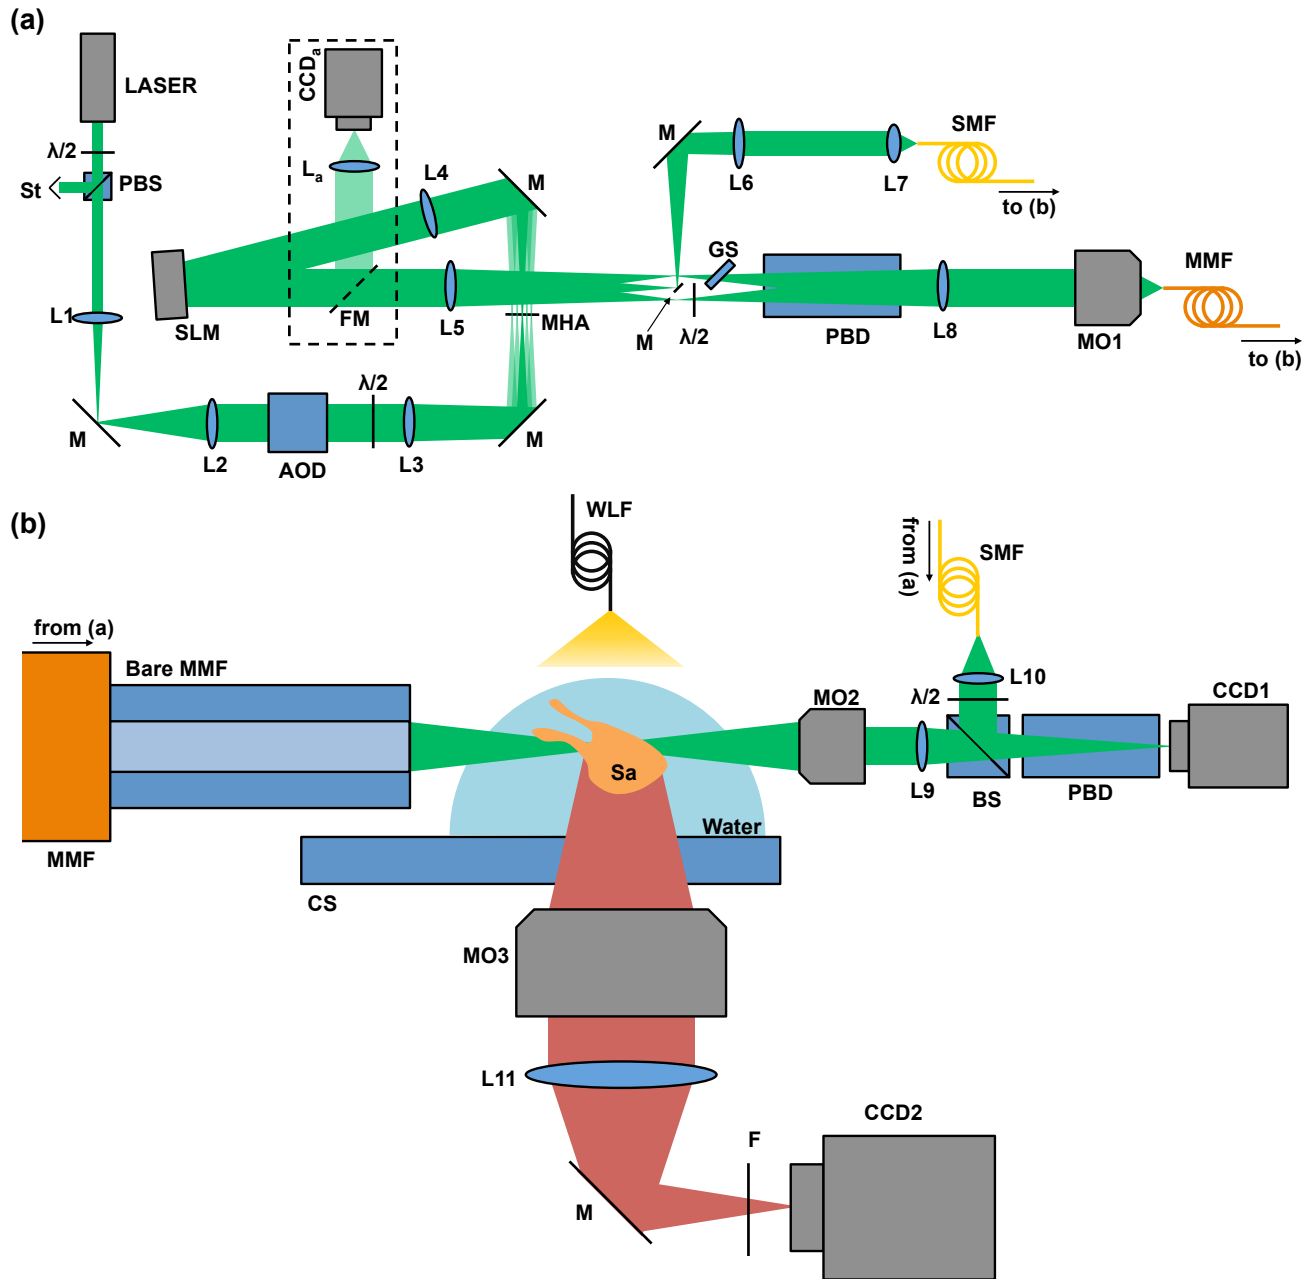 (a)
LASER
λ/2
St
PBS
L1
M
L2
AOD
λ/2
L3
M
MHA
M
L4
CCDa
La
FM
SLM
L5
M
L6
L7
SMF
to (b)
GS
M
λ/2
PBD
L8
MO1
MMF
to (b)
(b)
WLF
from (a)
SMF
from (a)
Bare MMF
MMF
Sa
Water
CS
MO2
L9
λ/2
L10
BS
PBD
CCD1
MO3
L11
M
F
CCD2